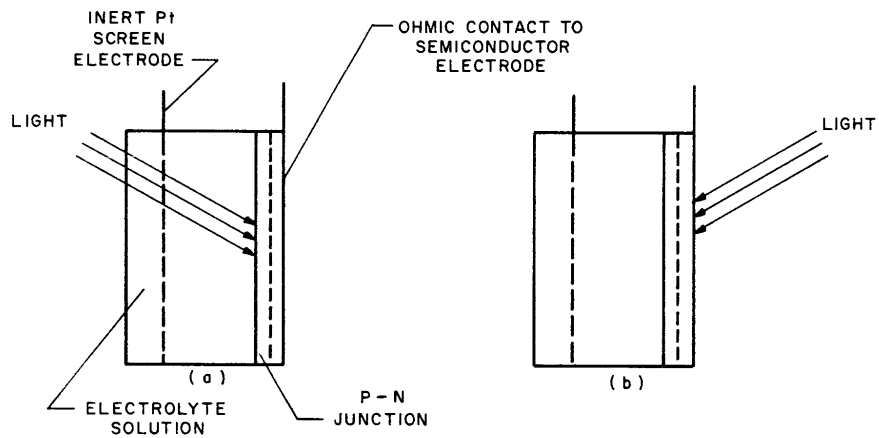 INERT Pt
SCREEN
ELECTRODE
OHMIC CONTACT TO
SEMICONDUCTOR
ELECTRODE
LIGHT
LIGHT
(a)
(b)
ELECTROLYTE
SOLUTION
P-N
JUNCTION